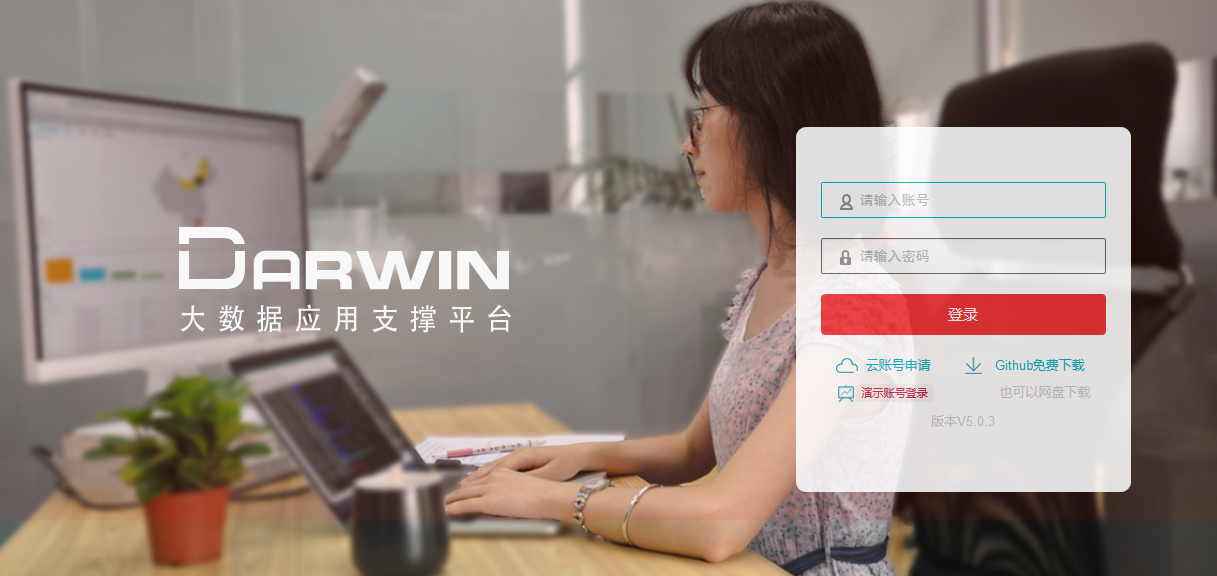 DARWIN
大数据应用支撑平台
请输入账号
请输入密码
登录
云账号申请 Github免费下载
演示账号登录 也可以网盘下载
版本V5.0.3